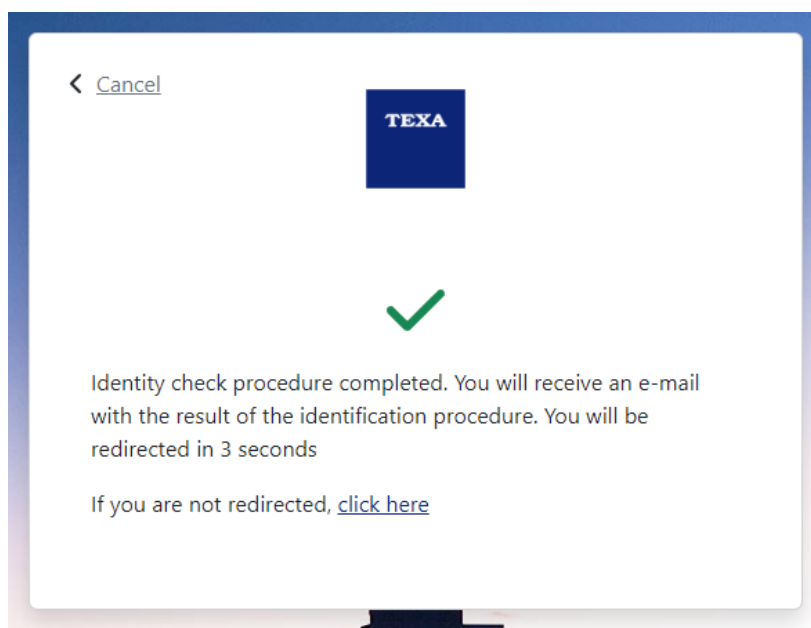 Cancel
TEXA
Identity check procedure completed. You will receive an e-mail
with the result of the identification procedure. You will be
redirected in 3 seconds
If you are not redirected, click here